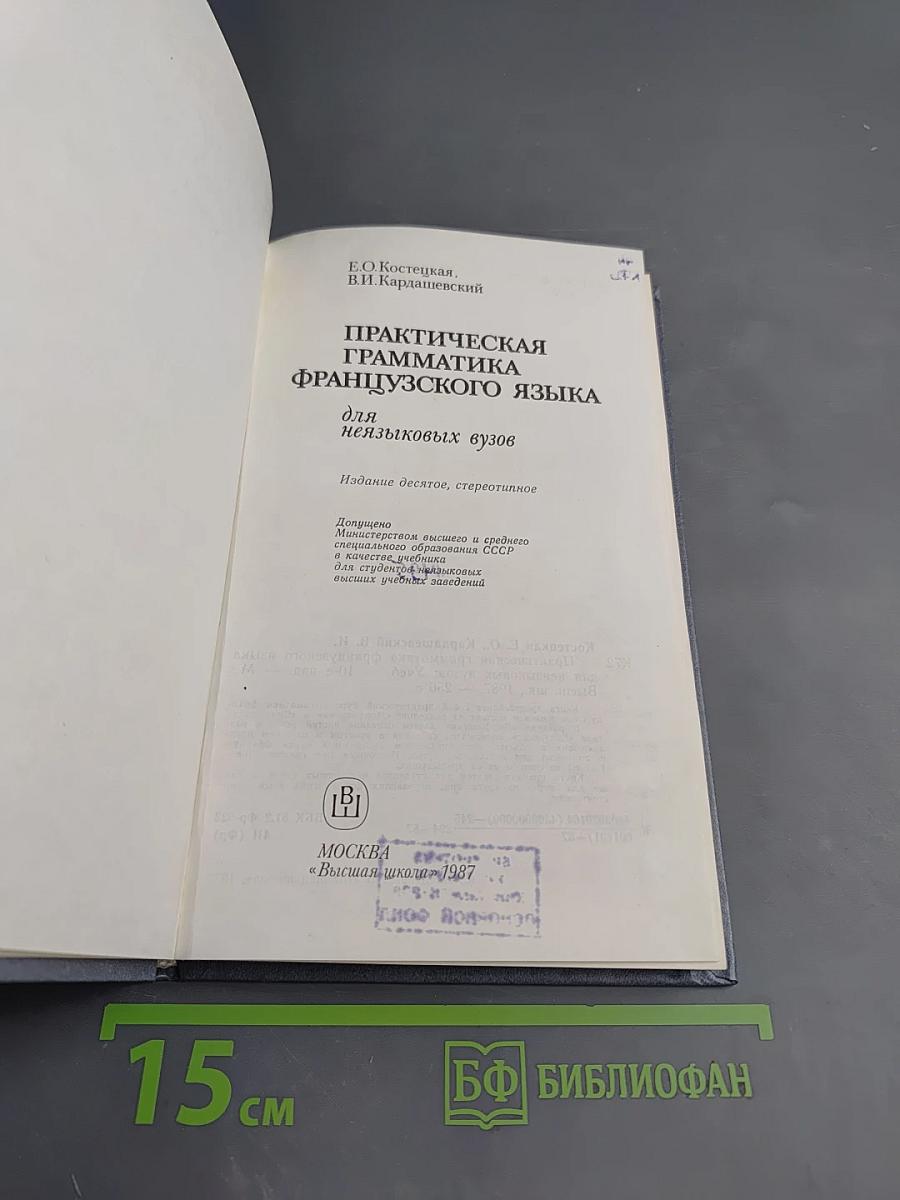 Е.О.Костецкая,
В.И.Кардашевский
ПРАКТИЧЕСКАЯ
ГРАММАТИКА
ФРАНЦУЗСКОГО ЯЗЫКА
для
неязыковых вузов
Издание десятое, стереотипное
Допущено
Министерством высшего и среднего
специального образования СССР
в качестве учебника
для студентов неязыковых
высших учебных заведений
ВШ
МОСКВА
«Высшая школа» 1987
15 см
БФ БИБЛИОФАН